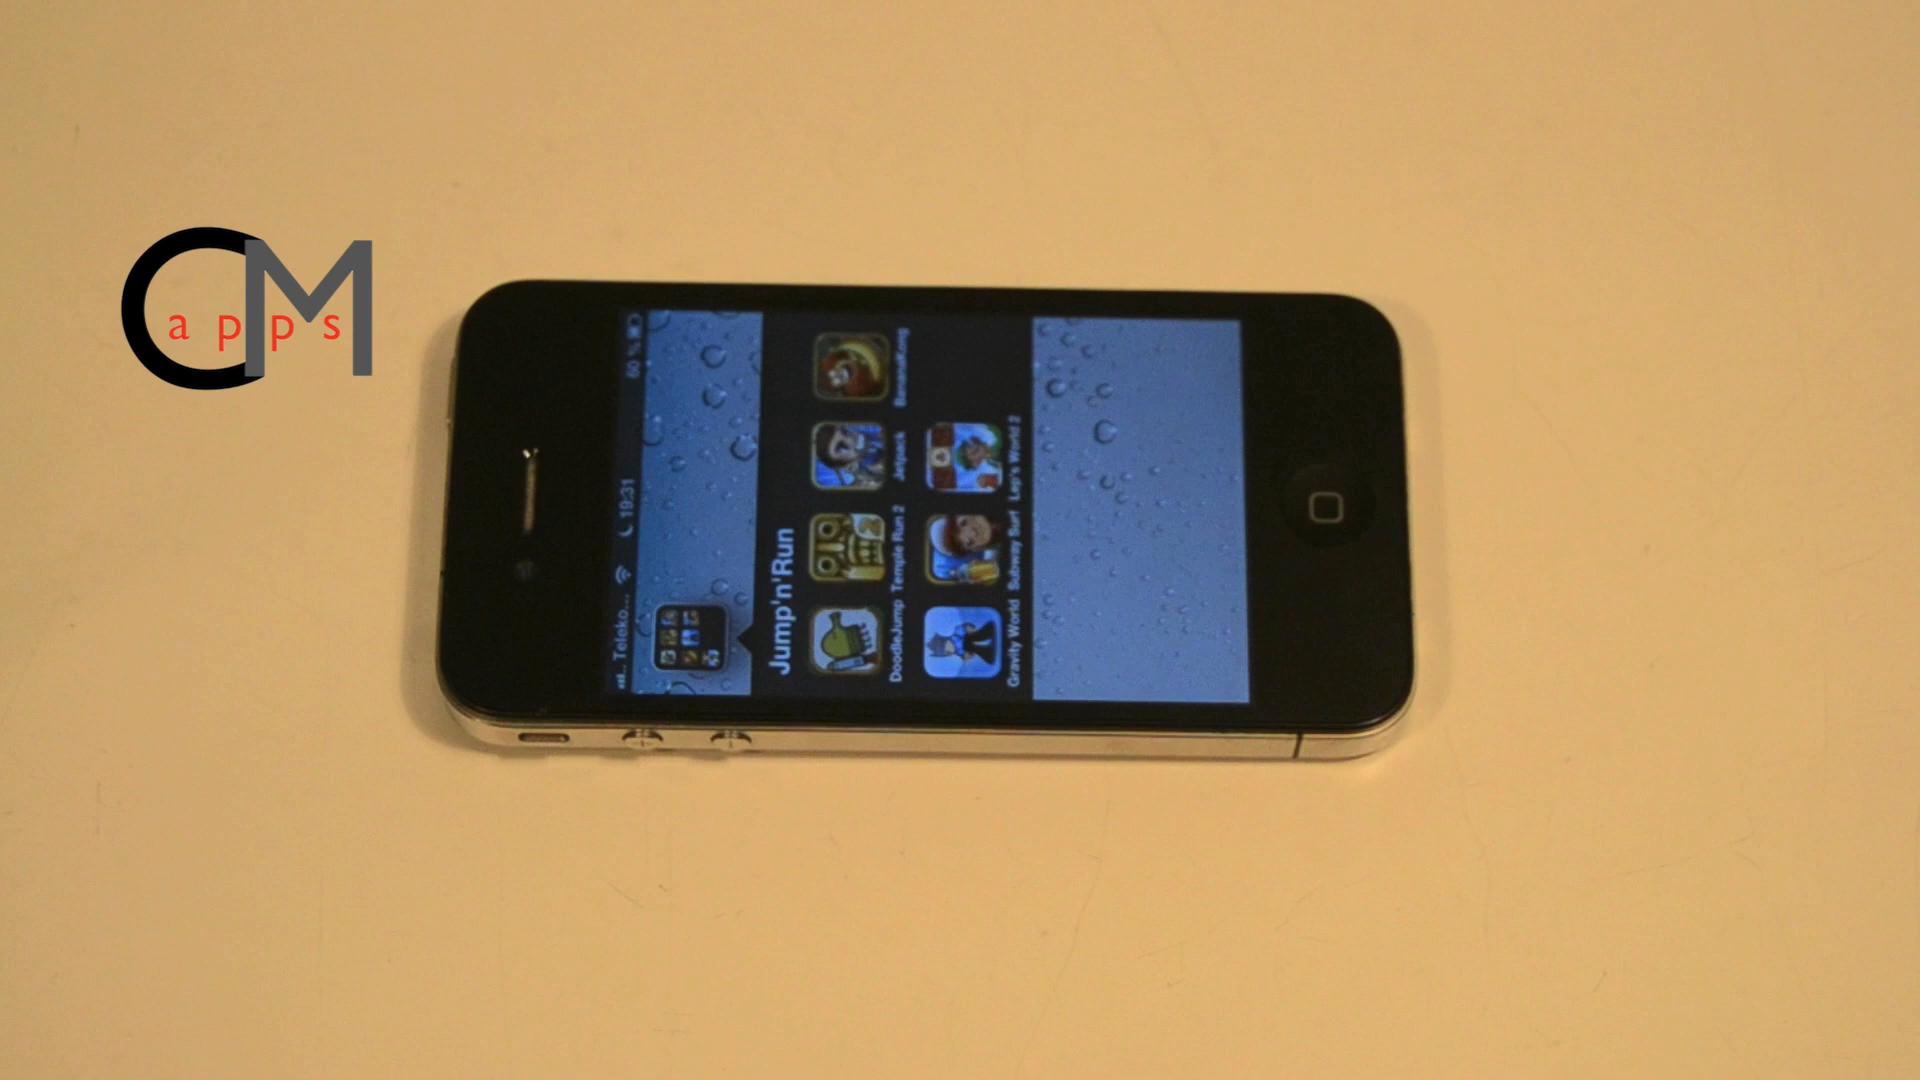 CM
apps
Teleko... 19:31 60 %
Jump'n'Run
DoodleJump Temple Run 2 Jetpack BananaKong
Gravity World Subway Surf Lep's World 2